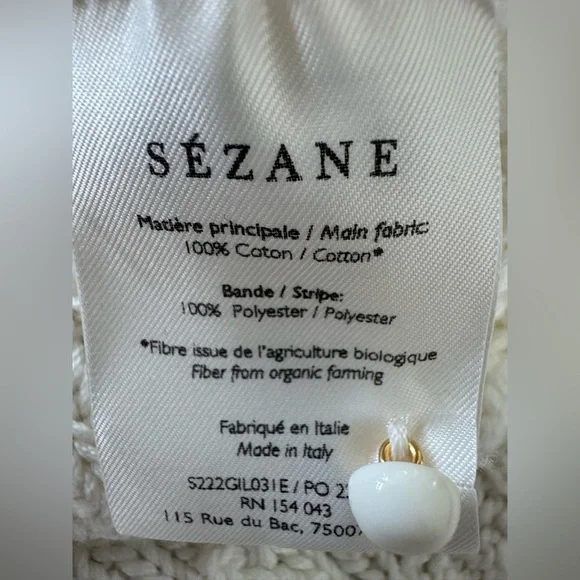 SÉZANE
Matière principale / Main fabric:
100% Coton / Cotton*
Bande / Stripe:
100% Polyester / Polyester
*Fibre issue de l'agriculture biologique
Fiber from organic farming
Fabriqué en Italie
Made in Italy
S222GIL031E / PO
RN 154 043
115 Rue du Bac,